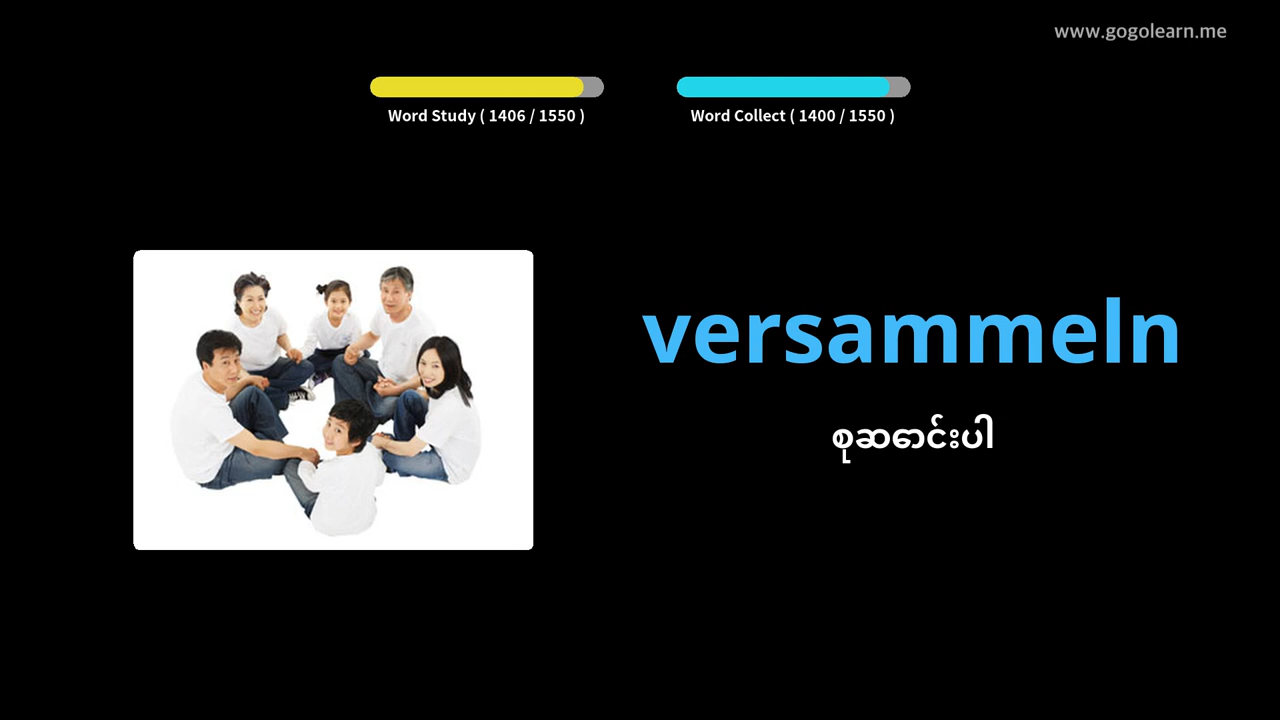 www.gogolearn.me
Word Study ( 1406 / 1550 )
Word Collect ( 1400 / 1550 )
versammeln
စုဆောင်းပါ